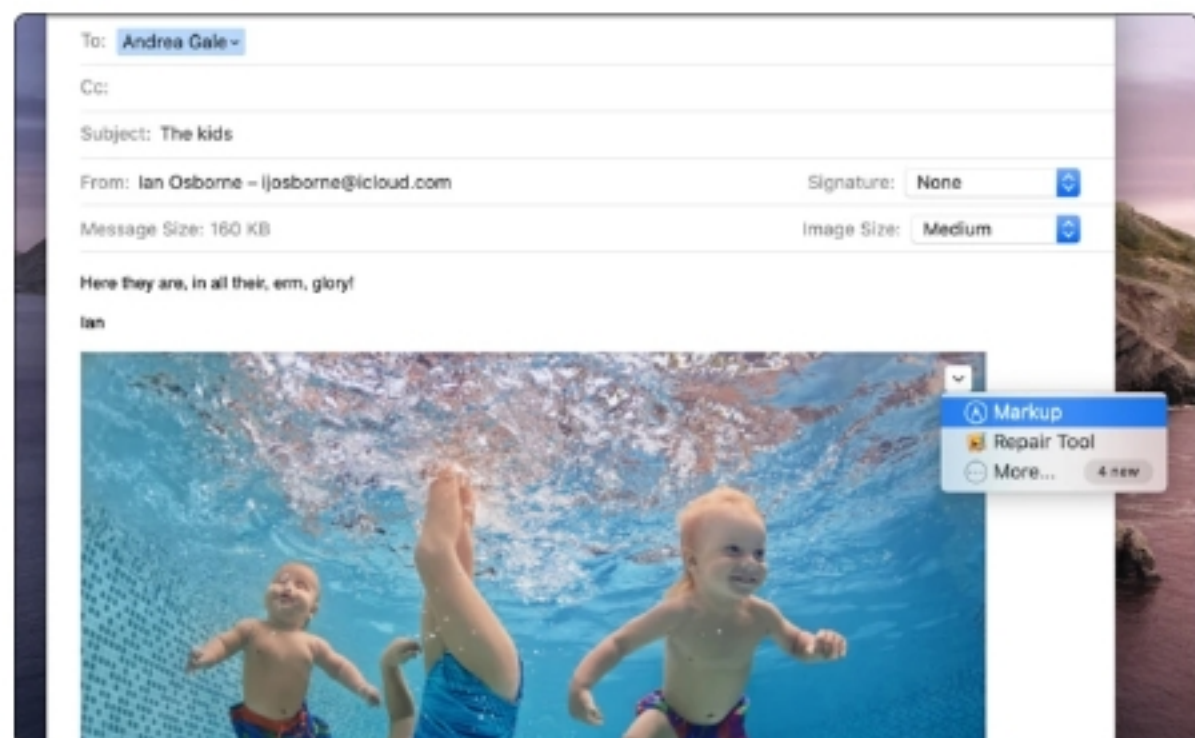 To: Andrea Gale
Cc:
Subject: The kids
From: Ian Osborne – ijosborne@icloud.com Signature: None
Message Size: 160 KB Image Size: Medium
Here they are, in all their, erm, glory!
Ian
Markup
Repair Tool
More... 4 new